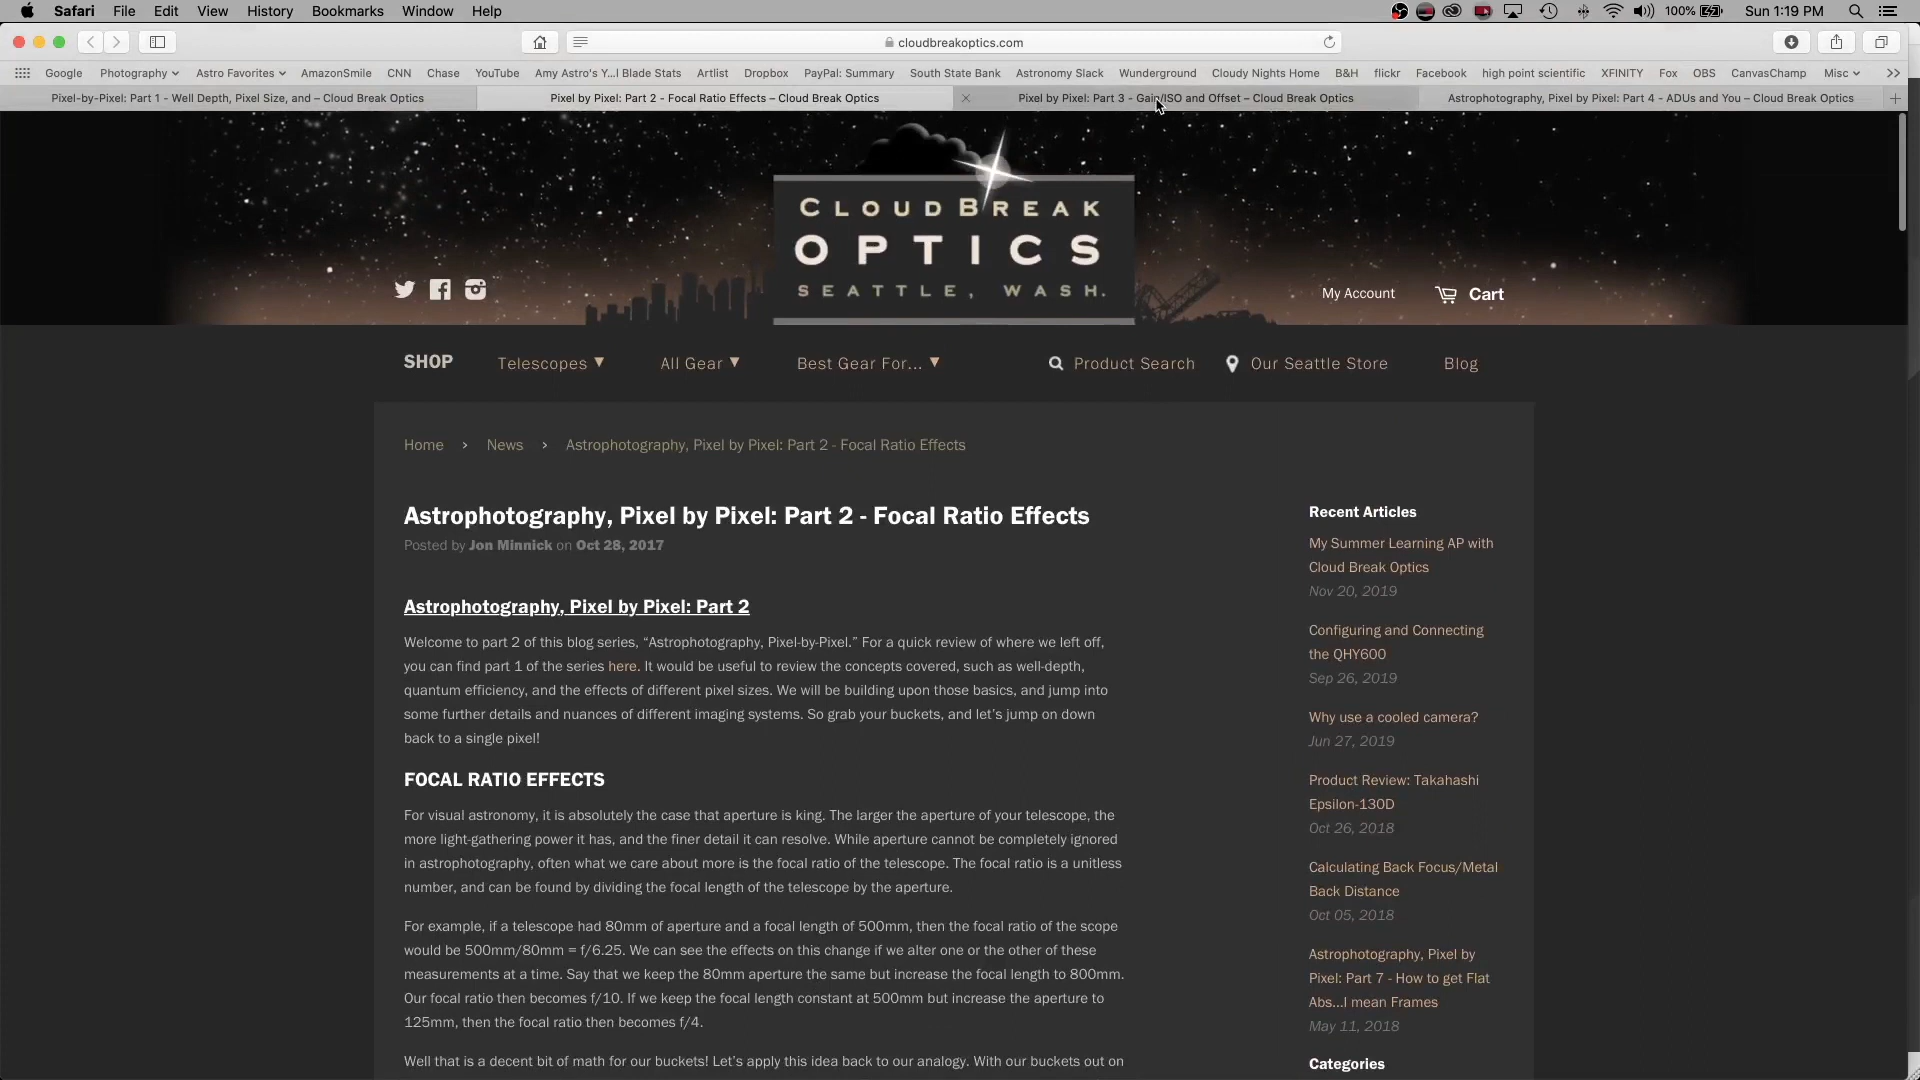 Safari File Edit View History Bookmarks Window Help 100% Sun 1:19 PM
cloudbreakoptics.com
Google Photography Astro Favorites AmazonSmile CNN Chase YouTube Amy Astro's Y...l Blade Stats Artlist Dropbox PayPal: Summary South State Bank Astronomy Slack Wunderground Cloudy Nights Home B&H flickr Facebook high point scientific XFINITY Fox OBS CanvasChamp Misc
Pixel-by-Pixel: Part 1 - Well Depth, Pixel Size, and – Cloud Break Optics
Pixel by Pixel: Part 2 - Focal Ratio Effects – Cloud Break Optics
Pixel by Pixel: Part 3 - Gain/ISO and Offset – Cloud Break Optics
Astrophotography, Pixel by Pixel: Part 4 - ADUs and You – Cloud Break Optics
CLOUDBREAK
OPTICS
SEATTLE, WASH.
My Account Cart
SHOP Telescopes ▼ All Gear ▼ Best Gear For... ▼ Product Search Our Seattle Store Blog
Home › News › Astrophotography, Pixel by Pixel: Part 2 - Focal Ratio Effects
Astrophotography, Pixel by Pixel: Part 2 - Focal Ratio Effects
Posted by Jon Minnick on Oct 28, 2017
Astrophotography, Pixel by Pixel: Part 2
Welcome to part 2 of this blog series, “Astrophotography, Pixel-by-Pixel.” For a quick review of where we left off,
you can find part 1 of the series here. It would be useful to review the concepts covered, such as well-depth,
quantum efficiency, and the effects of different pixel sizes. We will be building upon those basics, and jump into
some further details and nuances of different imaging systems. So grab your buckets, and let’s jump on down
back to a single pixel!
FOCAL RATIO EFFECTS
For visual astronomy, it is absolutely the case that aperture is king. The larger the aperture of your telescope, the
more light-gathering power it has, and the finer detail it can resolve. While aperture cannot be completely ignored
in astrophotography, often what we care about more is the focal ratio of the telescope. The focal ratio is a unitless
number, and can be found by dividing the focal length of the telescope by the aperture.
For example, if a telescope had 80mm of aperture and a focal length of 500mm, then the focal ratio of the scope
would be 500mm/80mm = f/6.25. We can see the effects on this change if we alter one or the other of these
measurements at a time. Say that we keep the 80mm aperture the same but increase the focal length to 800mm.
Our focal ratio then becomes f/10. If we keep the focal length constant at 500mm but increase the aperture to
125mm, then the focal ratio then becomes f/4.
Well that is a decent bit of math for our buckets! Let’s apply this idea back to our analogy. With our buckets out on
Recent Articles
My Summer Learning AP with
Cloud Break Optics
Nov 20, 2019
Configuring and Connecting
the QHY600
Sep 26, 2019
Why use a cooled camera?
Jun 27, 2019
Product Review: Takahashi
Epsilon-130D
Oct 26, 2018
Calculating Back Focus/Metal
Back Distance
Oct 05, 2018
Astrophotography, Pixel by
Pixel: Part 7 - How to get Flat
Abs...I mean Frames
May 11, 2018
Categories